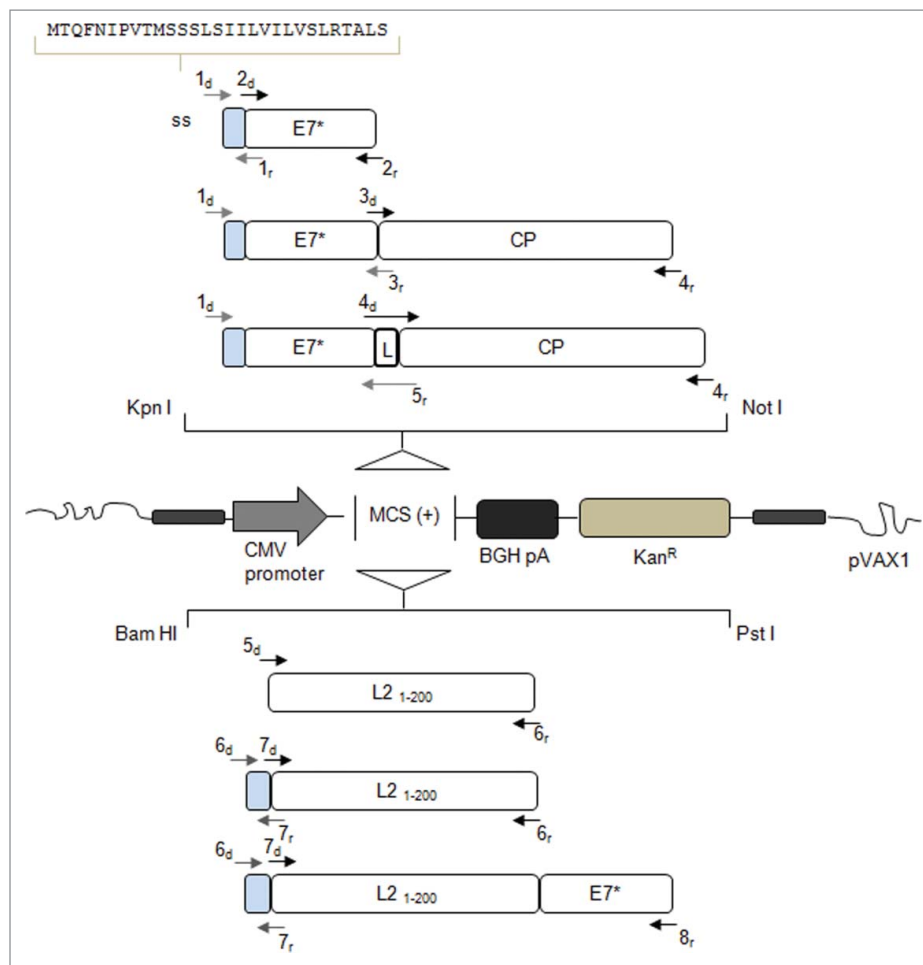 MTQFNIPVTMSSSLSIILVILVSLRTALS
1d 2d
ss E7*
1r 2r
1d 3d
E7* CP
3r 4r
1d 4d
E7* L CP
5r 4r
Kpn I Not I
MCS (+)
CMV promoter BGH pA KanR pVAX1
Bam HI Pst I
5d
L2 1-200
6r
6d 7d
L2 1-200
7r 6r
6d 7d
L2 1-200 E7*
7r 8r